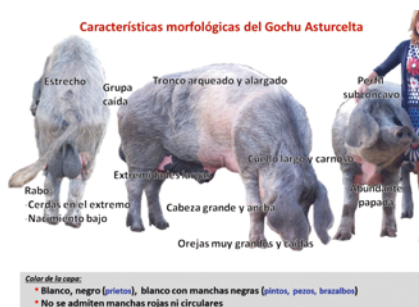 Características morfológicas del Gochu Asturcelta
Estrecho
Grupa
caída
Tronco arqueado y alargado
Perfil
subcóncavo
Cuello largo y carnoso
Extremidades largas
Rabo:
-Cerdas en el extremo
-Nacimiento bajo
Cabeza grande y ancha
Abundante
papada
Orejas muy grandes y caídas
Color de la capa:
* Blanco, negro (prietos), blanco con manchas negras (pintos, pezos, brazalbos)
* No se admiten manchas rojas ni circulares